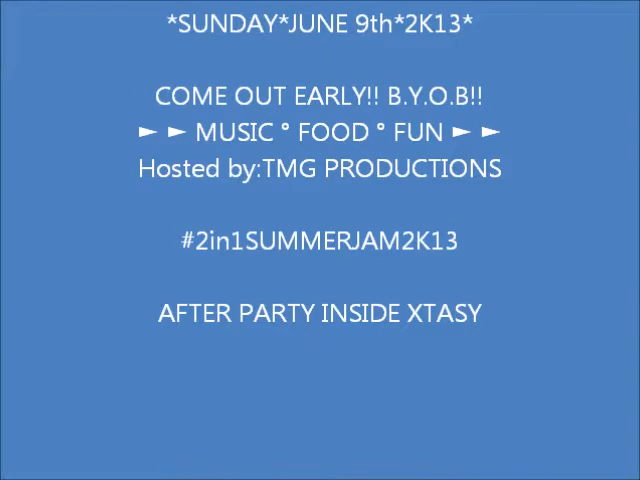 *SUNDAY*JUNE 9th*2K13*
COME OUT EARLY!! B.Y.O.B!!
► ► MUSIC ° FOOD ° FUN ► ►
Hosted by:TMG PRODUCTIONS
#2in1SUMMERJAM2K13
AFTER PARTY INSIDE XTASY